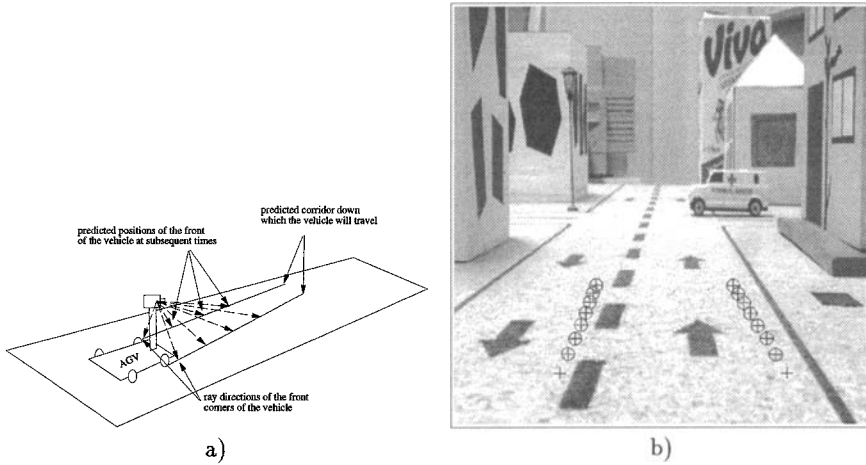 predicted corridor down
which the vehicle will travel
predicted positions of the front
of the vehicle at subsequent times
AGV
ray directions of the front
corners of the vehicle
a)
Vivo
b)